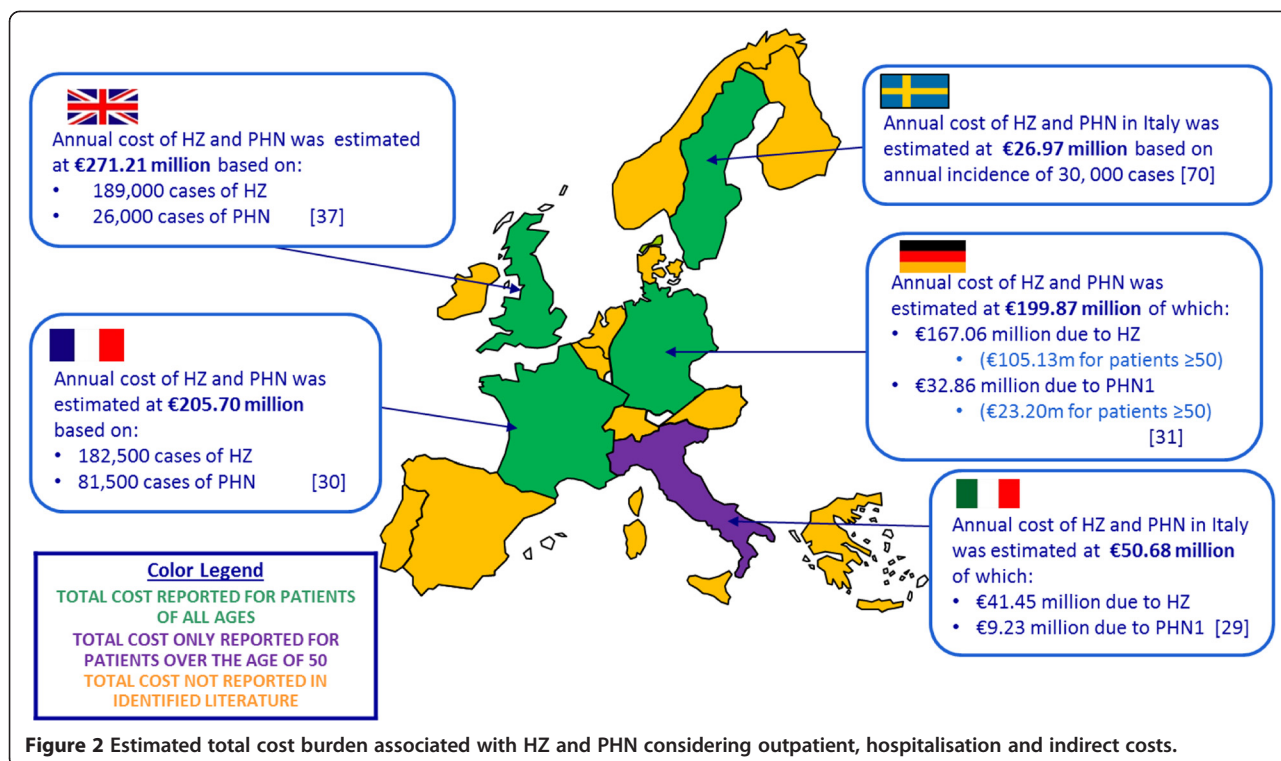 Annual cost of HZ and PHN was estimated
at €271.21 million based on:
• 189,000 cases of HZ
• 26,000 cases of PHN [37]
Annual cost of HZ and PHN in Italy was
estimated at €26.97 million based on
annual incidence of 30, 000 cases [70]
Annual cost of HZ and PHN was
estimated at €199.87 million of which:
• €167.06 million due to HZ
• (€105.13m for patients ≥50)
• €32.86 million due to PHN1
• (€23.20m for patients ≥50)
[31]
Annual cost of HZ and PHN was
estimated at €205.70 million
based on:
• 182,500 cases of HZ
• 81,500 cases of PHN [30]
Annual cost of HZ and PHN in Italy
was estimated at €50.68 million
of which:
• €41.45 million due to HZ
• €9.23 million due to PHN1 [29]
Color Legend
TOTAL COST REPORTED FOR PATIENTS
OF ALL AGES
TOTAL COST ONLY REPORTED FOR
PATIENTS OVER THE AGE OF 50
TOTAL COST NOT REPORTED IN
IDENTIFIED LITERATURE
Figure 2 Estimated total cost burden associated with HZ and PHN considering outpatient, hospitalisation and indirect costs.